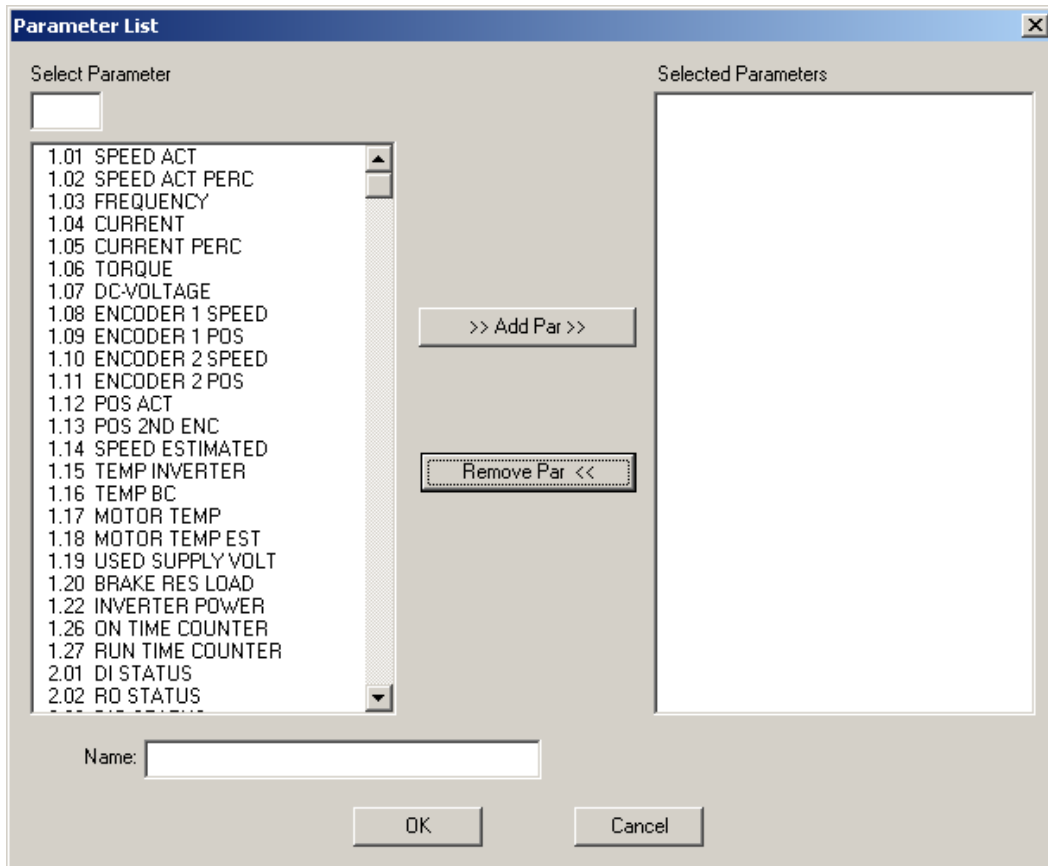 Parameter List
Select Parameter
Selected Parameters
1.01 SPEED ACT
1.02 SPEED ACT PERC
1.03 FREQUENCY
1.04 CURRENT
1.05 CURRENT PERC
1.06 TORQUE
1.07 DC-VOLTAGE
1.08 ENCODER 1 SPEED
1.09 ENCODER 1 POS
1.10 ENCODER 2 SPEED
1.11 ENCODER 2 POS
1.12 POS ACT
1.13 POS 2ND ENC
1.14 SPEED ESTIMATED
1.15 TEMP INVERTER
1.16 TEMP BC
1.17 MOTOR TEMP
1.18 MOTOR TEMP EST
1.19 USED SUPPLY VOLT
1.20 BRAKE RES LOAD
1.22 INVERTER POWER
1.26 ON TIME COUNTER
1.27 RUN TIME COUNTER
2.01 DI STATUS
2.02 RO STATUS
>> Add Par >>
Remove Par <<
Name:
OK
Cancel